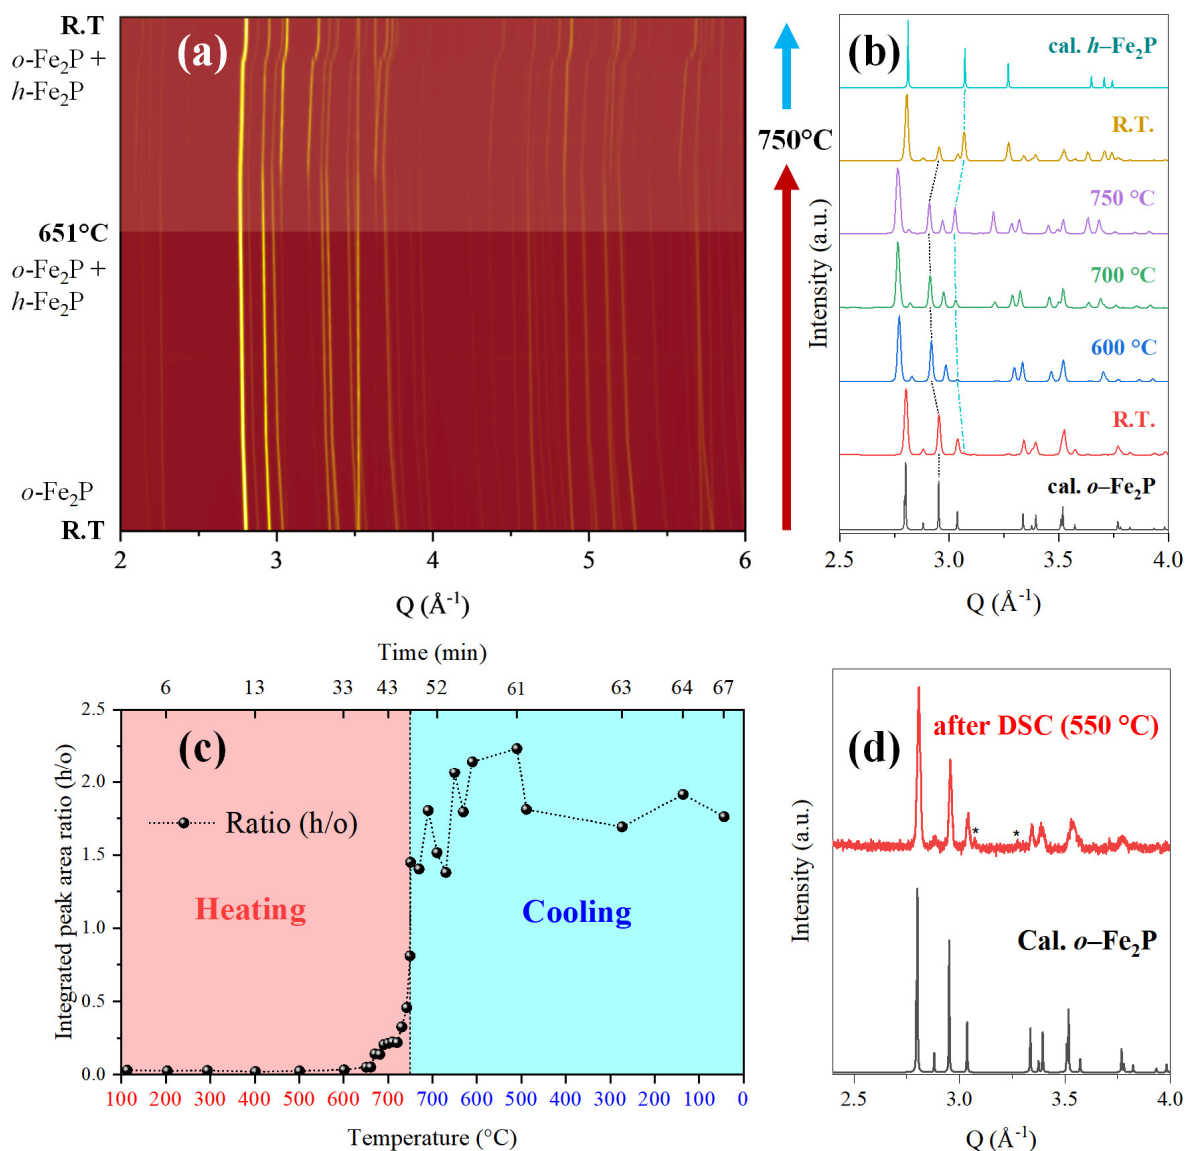 R.T
o-Fe₂P +
h-Fe₂P
651°C
o-Fe₂P +
h-Fe₂P
o-Fe₂P
R.T
(a)
2 3 4 5 6
Q (Å⁻¹)
750°C
(b)
cal. h–Fe₂P
R.T.
750 °C
700 °C
600 °C
R.T.
cal. o–Fe₂P
Intensity (a.u.)
2.5 3.0 3.5 4.0
Q (Å⁻¹)
Time (min)
6 13 33 43 52 61 63 64 67
(c)
2.5
2.0
1.5
1.0
0.5
0.0
Integrated peak area ratio (h/o)
Ratio (h/o)
Heating
Cooling
100 200 300 400 500 600 700 700 600 500 400 300 200 100 0
Temperature (°C)
(d)
after DSC (550 °C)
* *
Cal. o–Fe₂P
Intensity (a.u.)
2.5 3.0 3.5 4.0
Q (Å⁻¹)